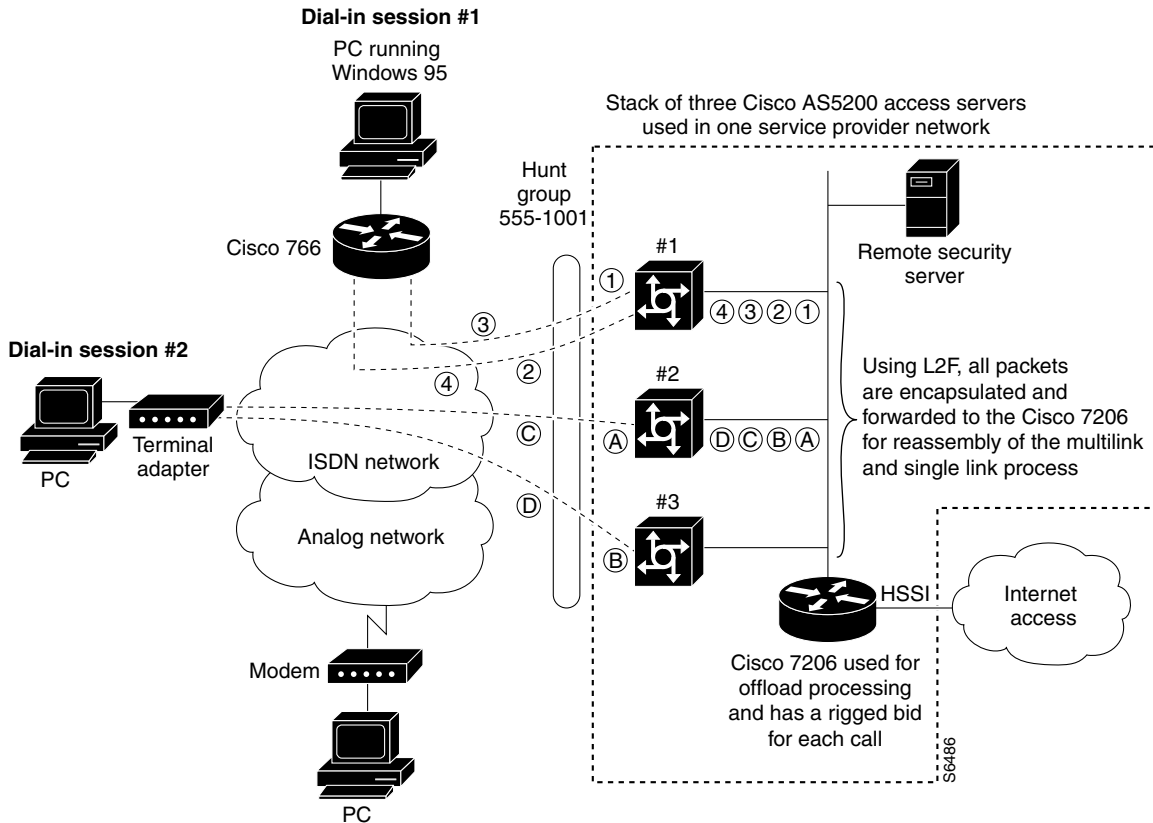 Dial-in session #1
PC running
Windows 95
Cisco 766
Dial-in session #2
PC
Terminal
adapter
ISDN network
Analog network
Modem
PC
Hunt
group
555-1001
1
3
2
4
C
A
D
B
Stack of three Cisco AS5200 access servers
used in one service provider network
#1
4 3 2 1
#2
D C B A
#3
Remote security
server
Using L2F, all packets
are encapsulated and
forwarded to the Cisco 7206
for reassembly of the multilink
and single link process
HSSI
Internet
access
Cisco 7206 used for
offload processing
and has a rigged bid
for each call
S6486